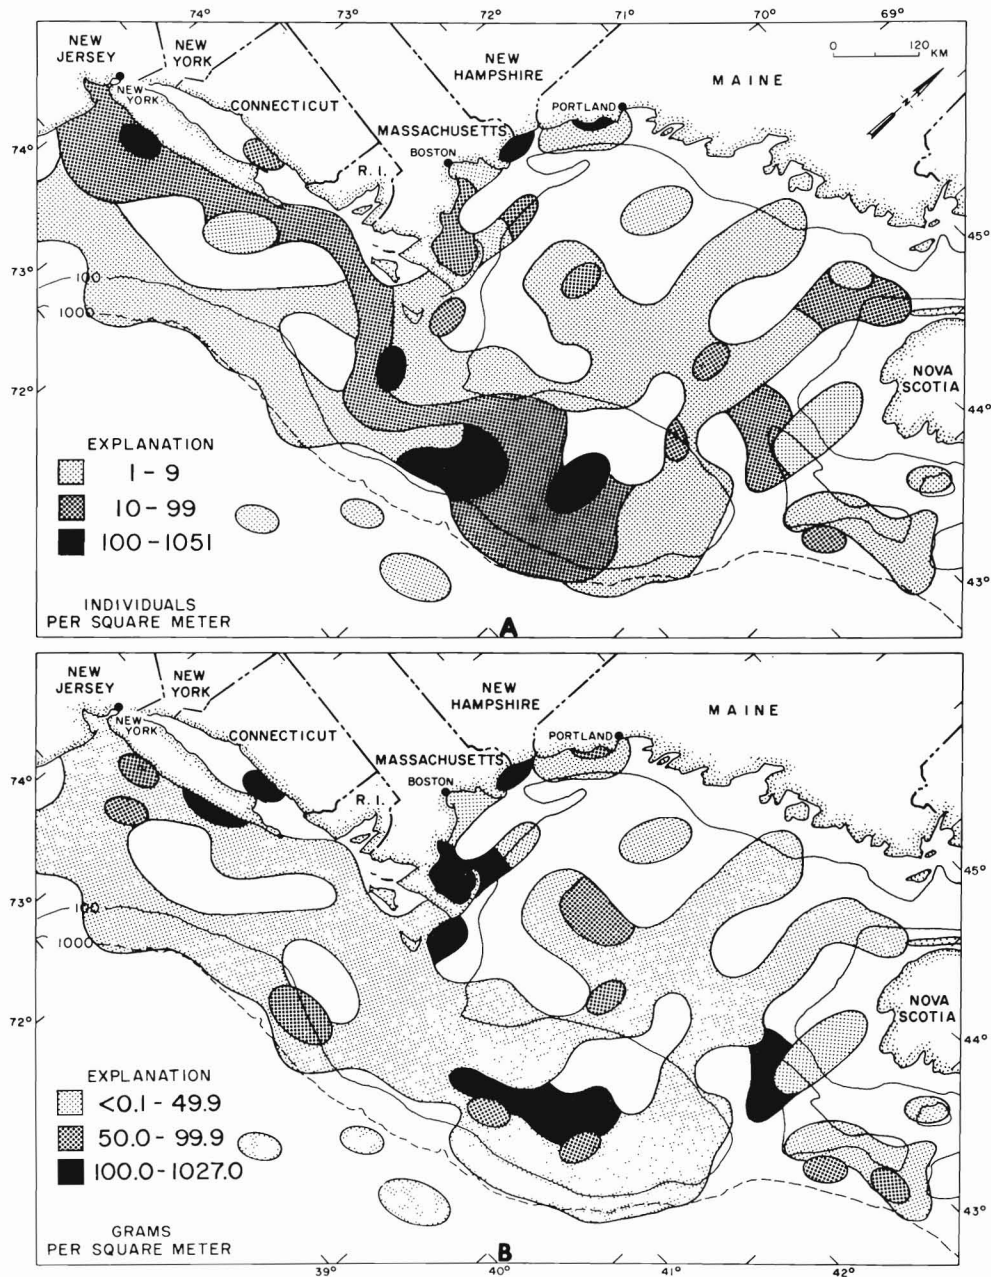 74°
73°
72°
71°
70°
69°
NEW
JERSEY
NEW
YORK
NEW
YORK
CONNECTICUT
R. I.
MASSACHUSETTS
BOSTON
NEW
HAMPSHIRE
PORTLAND
MAINE
0 120 KM
N
74°
73°
72°
100
1000
45°
44°
43°
NOVA
SCOTIA
EXPLANATION
1 - 9
10 - 99
100 - 1051
INDIVIDUALS
PER SQUARE METER
A
NEW
JERSEY
NEW
YORK
NEW
YORK
CONNECTICUT
R. I.
MASSACHUSETTS
BOSTON
NEW
HAMPSHIRE
PORTLAND
MAINE
74°
73°
72°
100
1000
45°
44°
43°
NOVA
SCOTIA
EXPLANATION
<0.1 - 49.9
50.0 - 99.9
100.0 - 1027.0
GRAMS
PER SQUARE METER
B
39°
40°
41°
42°